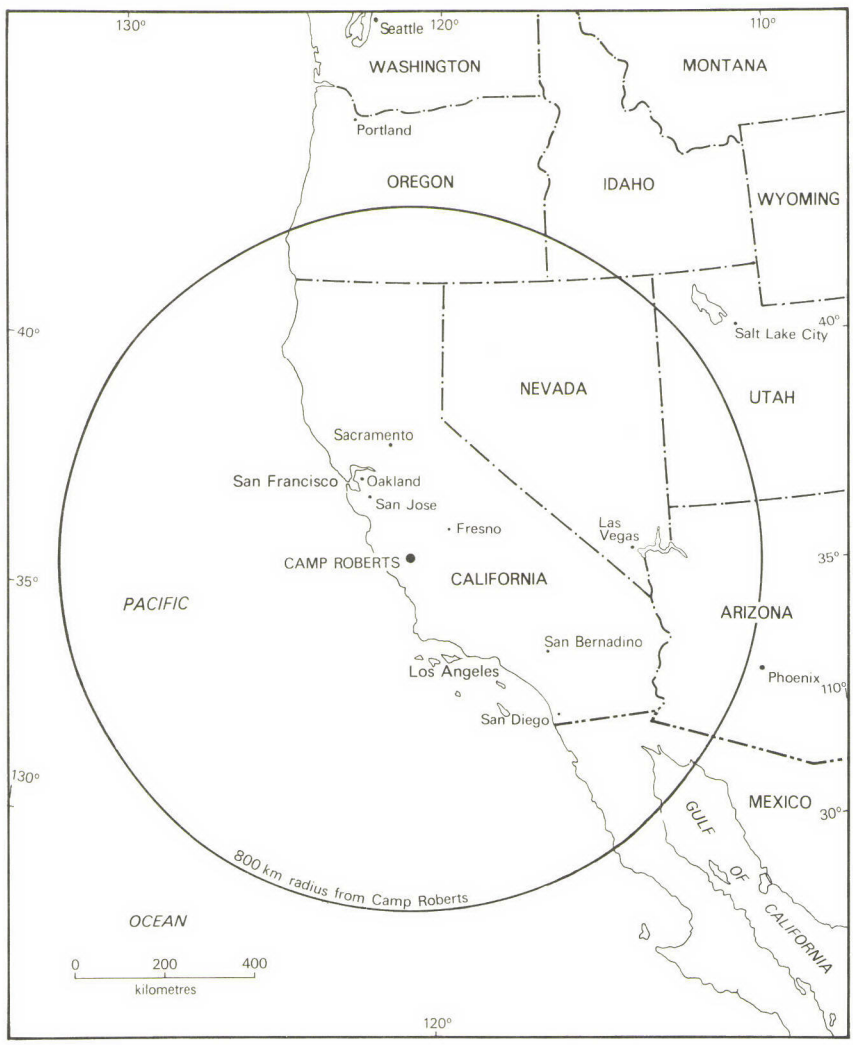 130°
120°
110°
Seattle
WASHINGTON
MONTANA
Portland
OREGON
IDAHO
WYOMING
40°
40°
Salt Lake City
NEVADA
UTAH
Sacramento
San Francisco
Oakland
San Jose
Fresno
Las
Vegas
35°
CAMP ROBERTS
CALIFORNIA
35°
PACIFIC
ARIZONA
San Bernadino
Los Angeles
Phoenix
110°
San Diego
130°
MEXICO
30°
GULF
OF
CALIFORNIA
800 km radius from Camp Roberts
OCEAN
0 200 400
kilometres
120°